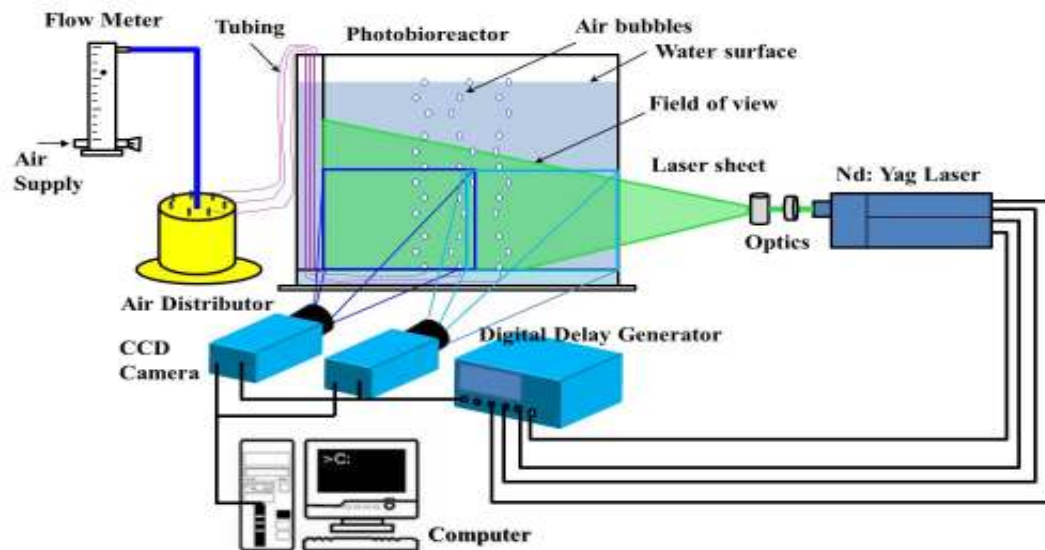 Flow Meter
Tubing
Photobioreactor
Air bubbles
Water surface
Field of view
Laser sheet
Nd: Yag Laser
Air
Supply
Optics
Air Distributor
CCD
Camera
Digital Delay Generator
>C:
Computer